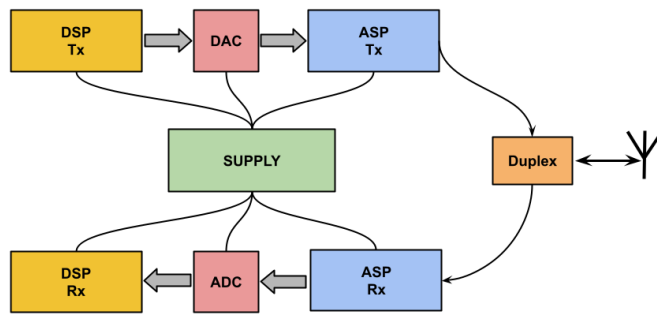 DSP
Tx
DAC
ASP
Tx
SUPPLY
Duplex
DSP
Rx
ADC
ASP
Rx